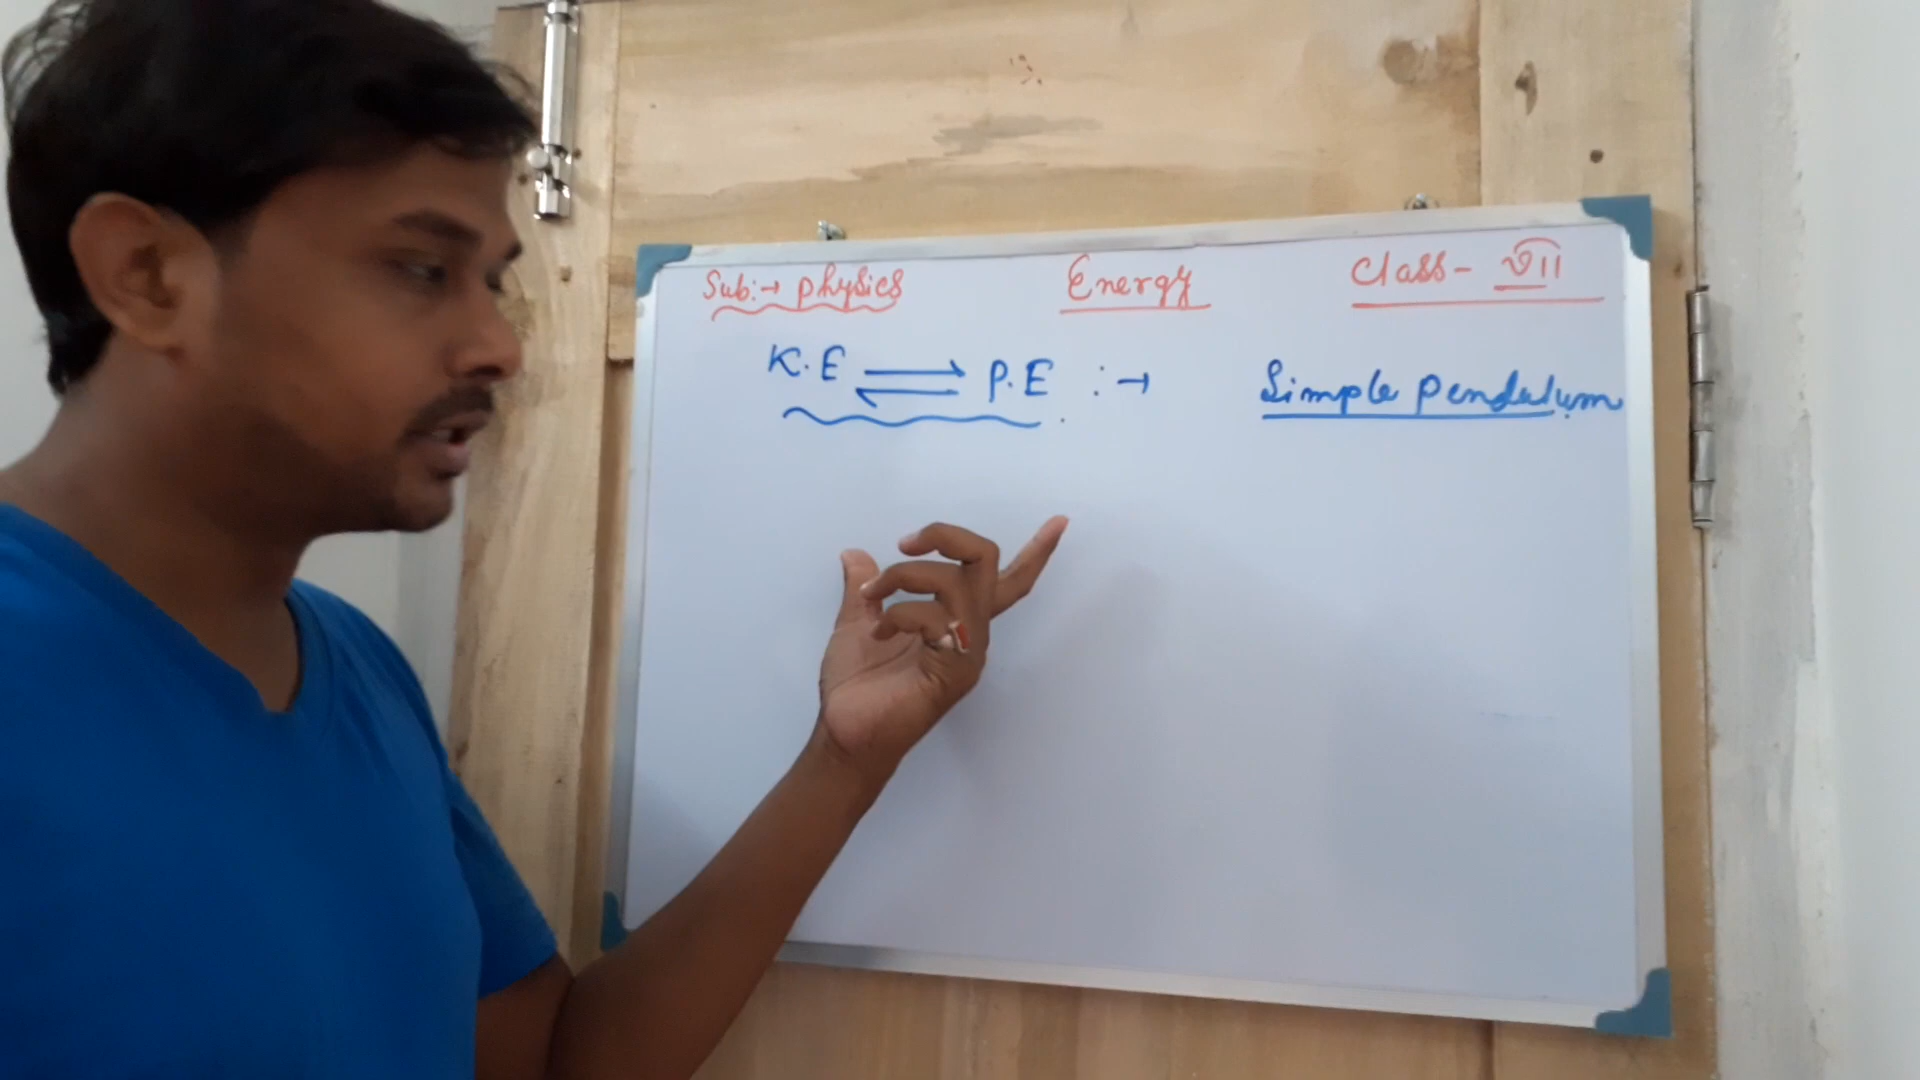 Sub:→ Physics Energy Class - VII
K.E ⇌ P.E :→ Simple Pendulum